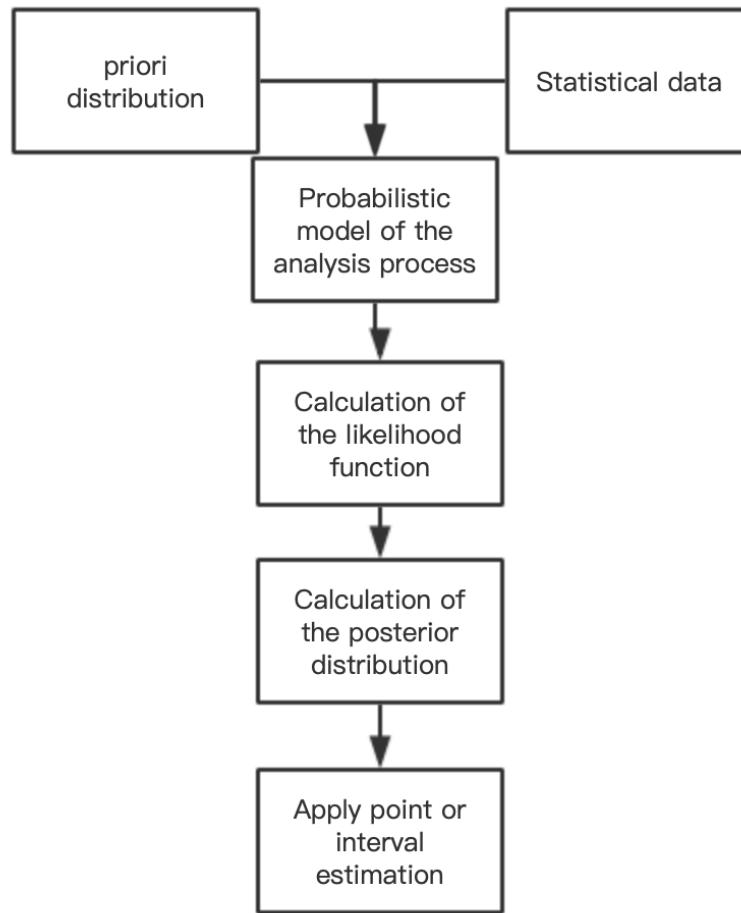 priori
distribution
Statistical data
Probabilistic
model of the
analysis process
Calculation of
the likelihood
function
Calculation of
the posterior
distribution
Apply point or
interval
estimation